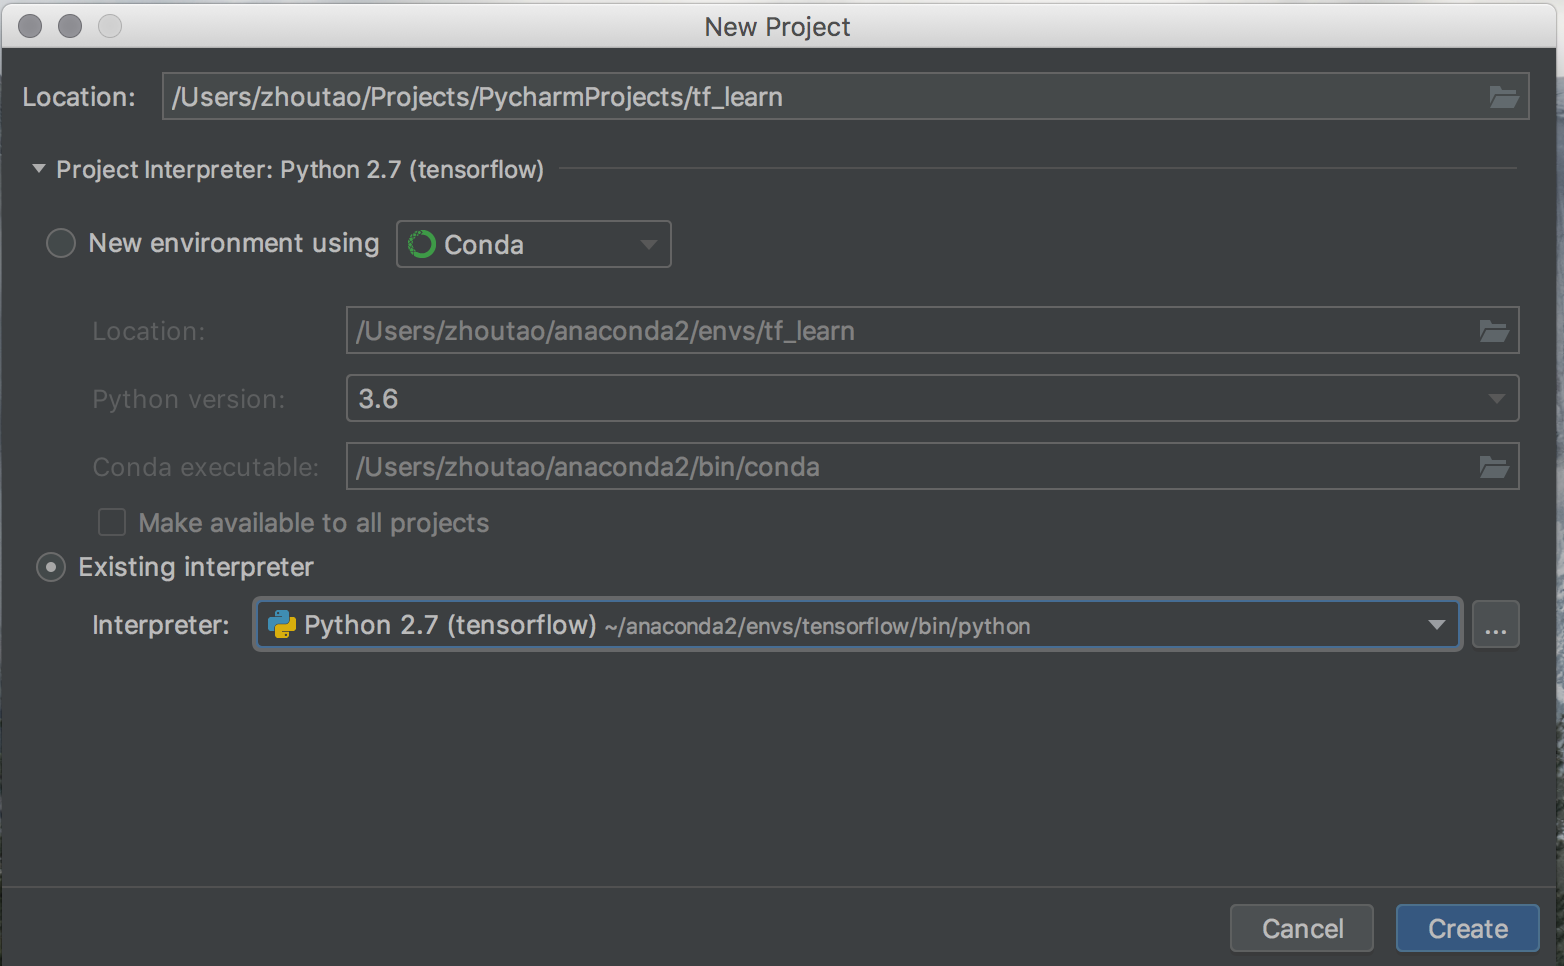 New Project
Location: /Users/zhoutao/Projects/PycharmProjects/tf_learn
Project Interpreter: Python 2.7 (tensorflow)
New environment using Conda
Location: /Users/zhoutao/anaconda2/envs/tf_learn
Python version: 3.6
Conda executable: /Users/zhoutao/anaconda2/bin/conda
Make available to all projects
Existing interpreter
Interpreter: Python 2.7 (tensorflow) ~/anaconda2/envs/tensorflow/bin/python ...
Cancel Create